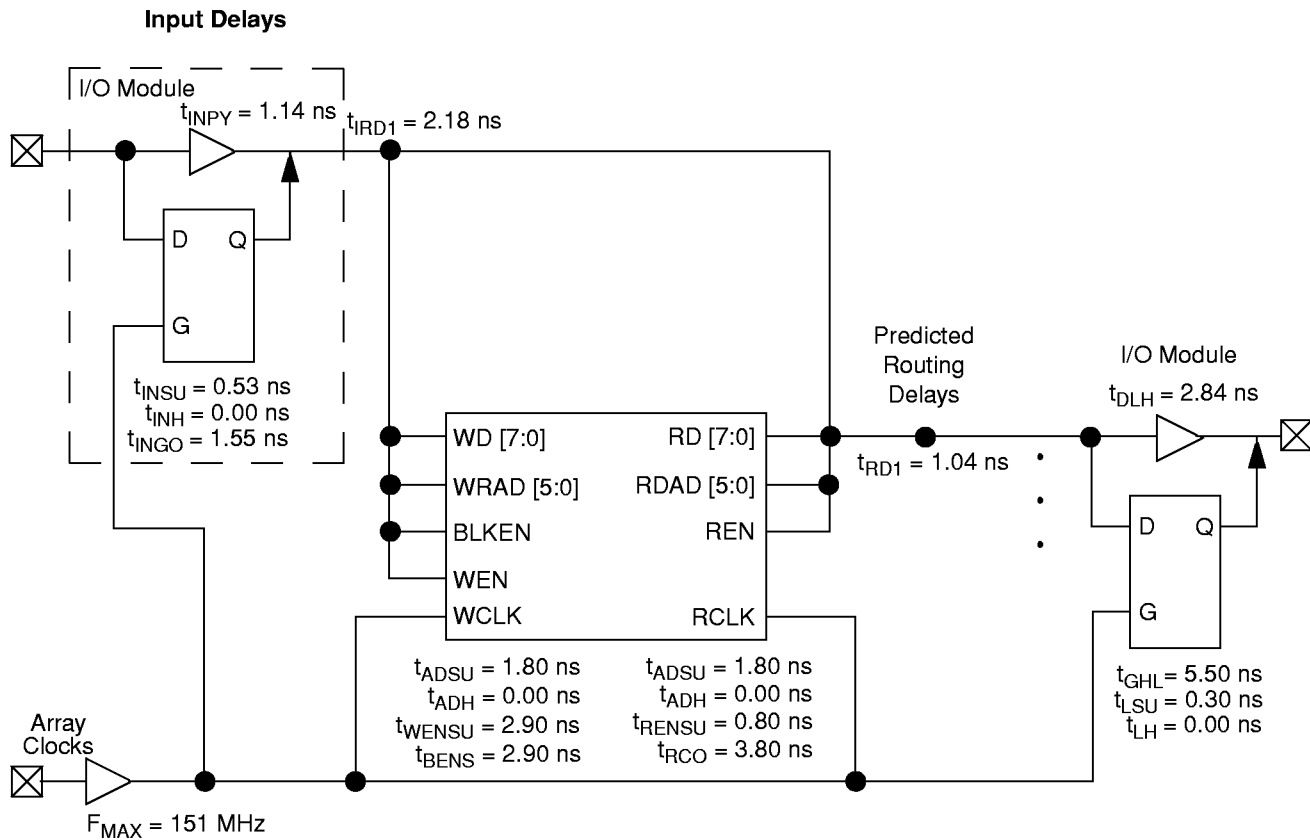 Input Delays
I/O Module
tINPY = 1.14 ns
tIRD1 = 2.18 ns
D Q
G
tINSU = 0.53 ns
tINH = 0.00 ns
tINGO = 1.55 ns
Predicted
Routing
Delays
I/O Module
tDLH = 2.84 ns
WD [7:0] RD [7:0]
tRD1 = 1.04 ns
WRAD [5:0] RDAD [5:0]
BLKEN REN
WEN
WCLK RCLK
D Q
G
tADSU = 1.80 ns
tADH = 0.00 ns
tWENSU = 2.90 ns
tBENS = 2.90 ns
tADSU = 1.80 ns
tADH = 0.00 ns
tRENSU = 0.80 ns
tRCO = 3.80 ns
tGHL= 5.50 ns
tLSU = 0.30 ns
tLH = 0.00 ns
Array
Clocks
FMAX = 151 MHz